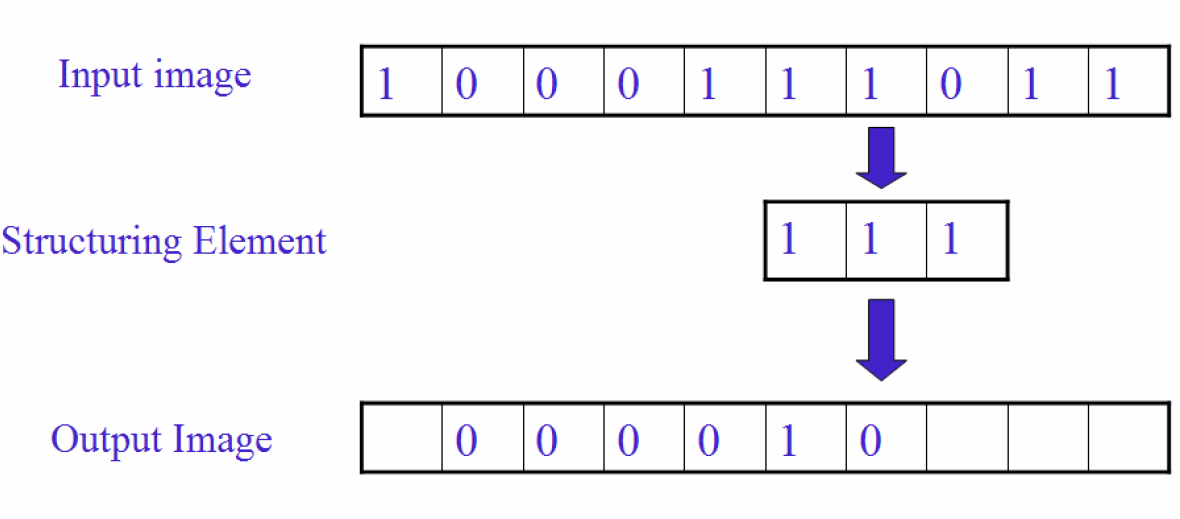 Input image 1 0 0 0 1 1 1 0 1 1
Structuring Element 1 1 1
Output Image 0 0 0 0 1 0